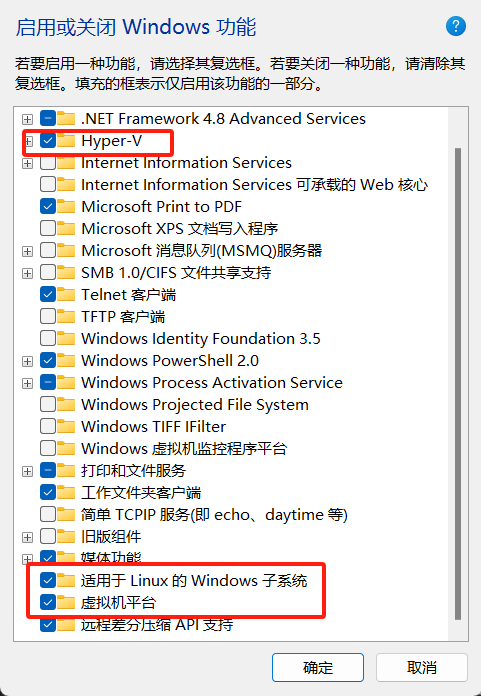 启用或关闭 Windows 功能
?
若要启用一种功能，请选择其复选框。若要关闭一种功能，请清除其
复选框。填充的框表示仅启用该功能的一部分。
.NET Framework 4.8 Advanced Services
Hyper-V
Internet Information Services
Internet Information Services 可承载的 Web 核心
Microsoft Print to PDF
Microsoft XPS 文档写入程序
Microsoft 消息队列(MSMQ)服务器
SMB 1.0/CIFS 文件共享支持
Telnet 客户端
TFTP 客户端
Windows Identity Foundation 3.5
Windows PowerShell 2.0
Windows Process Activation Service
Windows Projected File System
Windows TIFF IFilter
Windows 虚拟机监控程序平台
打印和文件服务
工作文件夹客户端
简单 TCPIP 服务(即 echo、daytime 等)
旧版组件
媒体功能
适用于 Linux 的 Windows 子系统
虚拟机平台
远程差分压缩 API 支持
确定
取消